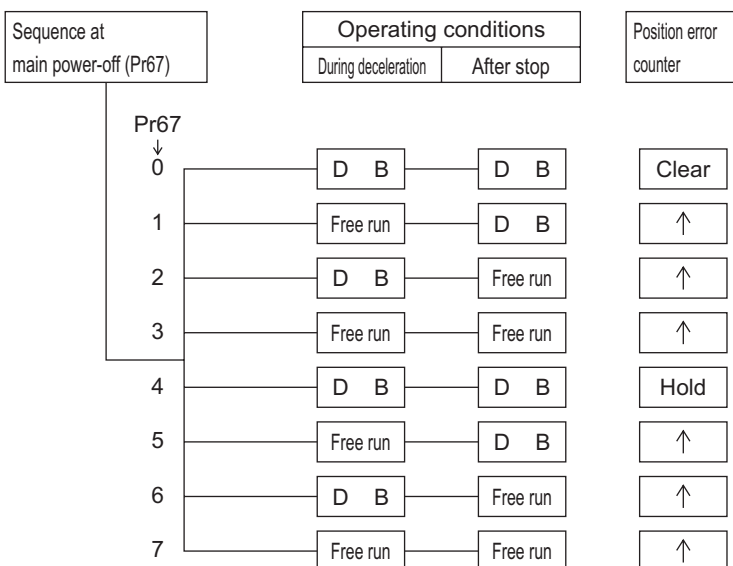 Sequence at
main power-off (Pr67)
Operating conditions
During deceleration After stop
Position error
counter
Pr67
↓
0 D B D B Clear
1 Free run D B ↑
2 D B Free run ↑
3 Free run Free run ↑
4 D B D B Hold
5 Free run D B ↑
6 D B Free run ↑
7 Free run Free run ↑